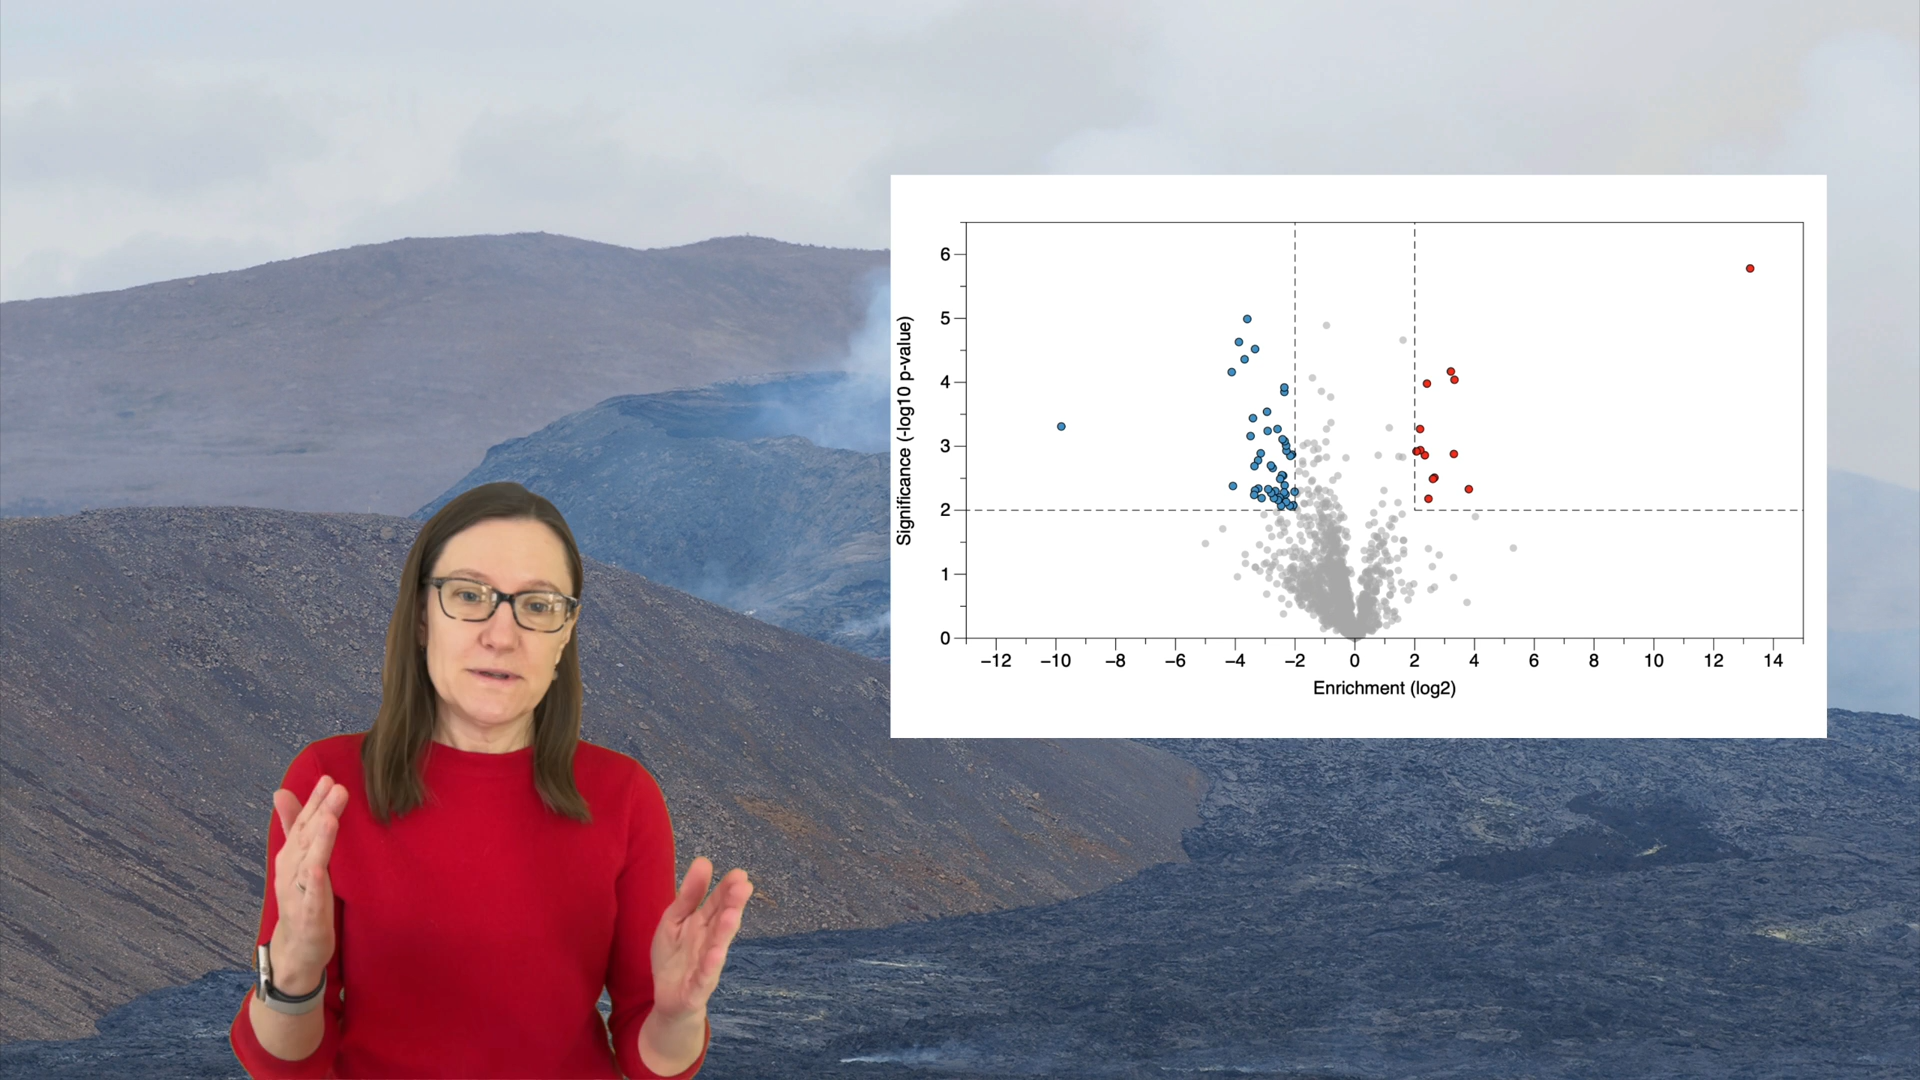 6
5
4
3
2
1
0
Significance (-log10 p-value)
−12 −10 −8 −6 −4 −2 0 2 4 6 8 10 12 14
Enrichment (log2)